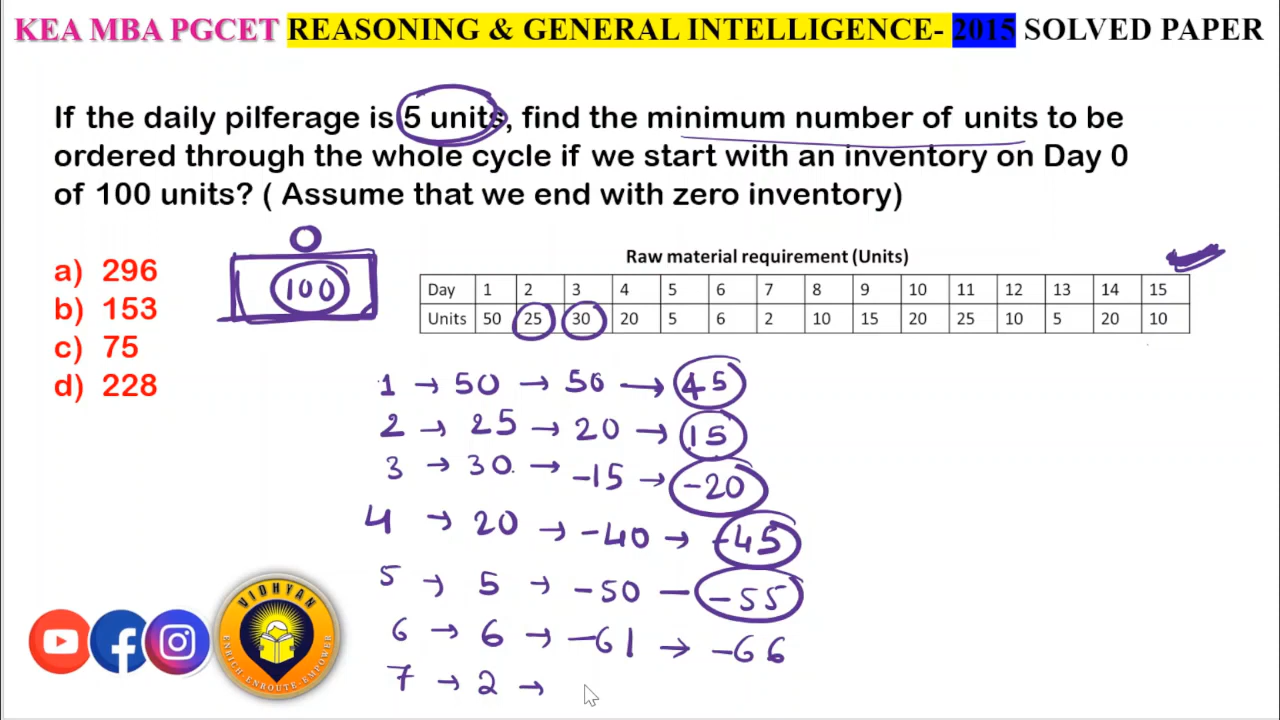 KEA MBA PGCET REASONING & GENERAL INTELLIGENCE- 2015 SOLVED PAPER
If the daily pilferage is 5 units, find the minimum number of units to be
ordered through the whole cycle if we start with an inventory on Day 0
of 100 units? ( Assume that we end with zero inventory)
a) 296
b) 153
c) 75
d) 228
0
100
Raw material requirement (Units)
Day 1 2 3 4 5 6 7 8 9 10 11 12 13 14 15
Units 50 25 30 20 5 6 2 10 15 20 25 10 5 20 10
1 → 50 → 50 → 45
2 → 25 → 20 → 15
3 → 30 → -15 → -20
4 → 20 → -40 → -45
5 → 5 → -50 — -55
6 → 6 → -61 → -66
7 → 2 →
VIDHYAN
ENRICH-ENROUTE-EMPOWER